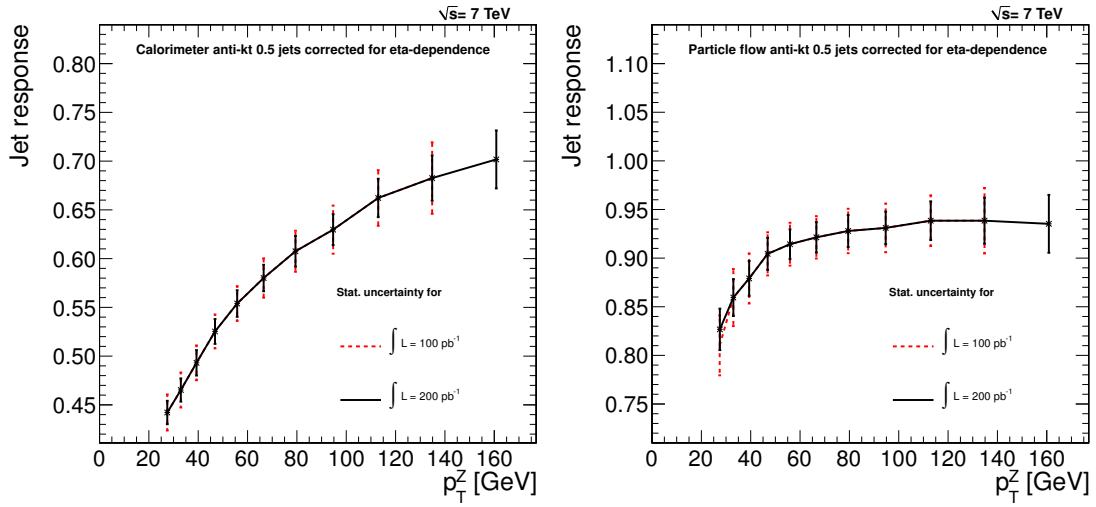 √s= 7 TeV
Calorimeter anti-kt 0.5 jets corrected for eta-dependence
Jet response
0.80
0.75
0.70
0.65
0.60
0.55
0.50
0.45
Stat. uncertainty for
∫ L = 100 pb⁻¹
∫ L = 200 pb⁻¹
0 20 40 60 80 100 120 140 160
p_T^Z [GeV]
√s= 7 TeV
Particle flow anti-kt 0.5 jets corrected for eta-dependence
Jet response
1.10
1.05
1.00
0.95
0.90
0.85
0.80
0.75
Stat. uncertainty for
∫ L = 100 pb⁻¹
∫ L = 200 pb⁻¹
0 20 40 60 80 100 120 140 160
p_T^Z [GeV]